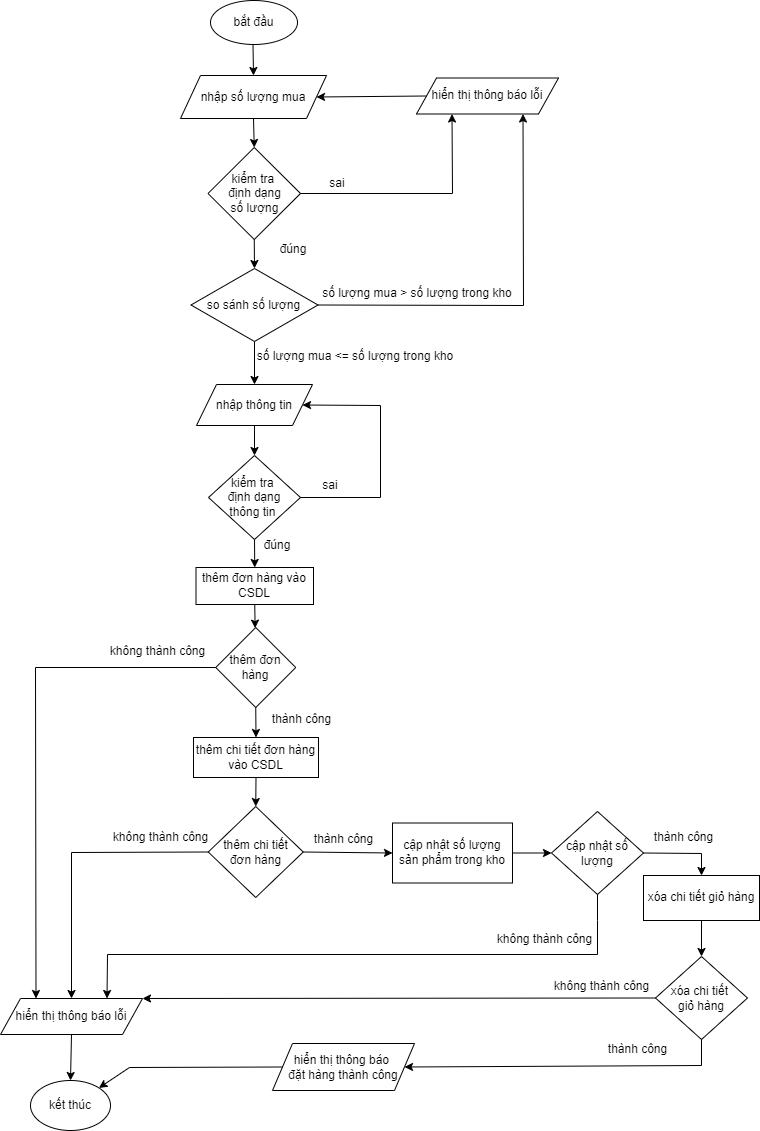 bắt đầu
nhập số lượng mua
hiển thị thông báo lỗi
kiểm tra
định dạng
số lượng
sai
đúng
so sánh số lượng
số lượng mua > số lượng trong kho
số lượng mua <= số lượng trong kho
nhập thông tin
kiểm tra
định dạng
thông tin
sai
đúng
thêm đơn hàng vào
CSDL
không thành công
thêm đơn
hàng
thành công
thêm chi tiết đơn hàng
vào CSDL
không thành công
thêm chi tiết
đơn hàng
thành công
cập nhật số lượng
sản phẩm trong kho
cập nhật số
lượng
thành công
xóa chi tiết giỏ hàng
không thành công
không thành công
xóa chi tiết
giỏ hàng
hiển thị thông báo lỗi
thành công
hiển thị thông báo
đặt hàng thành công
kết thúc